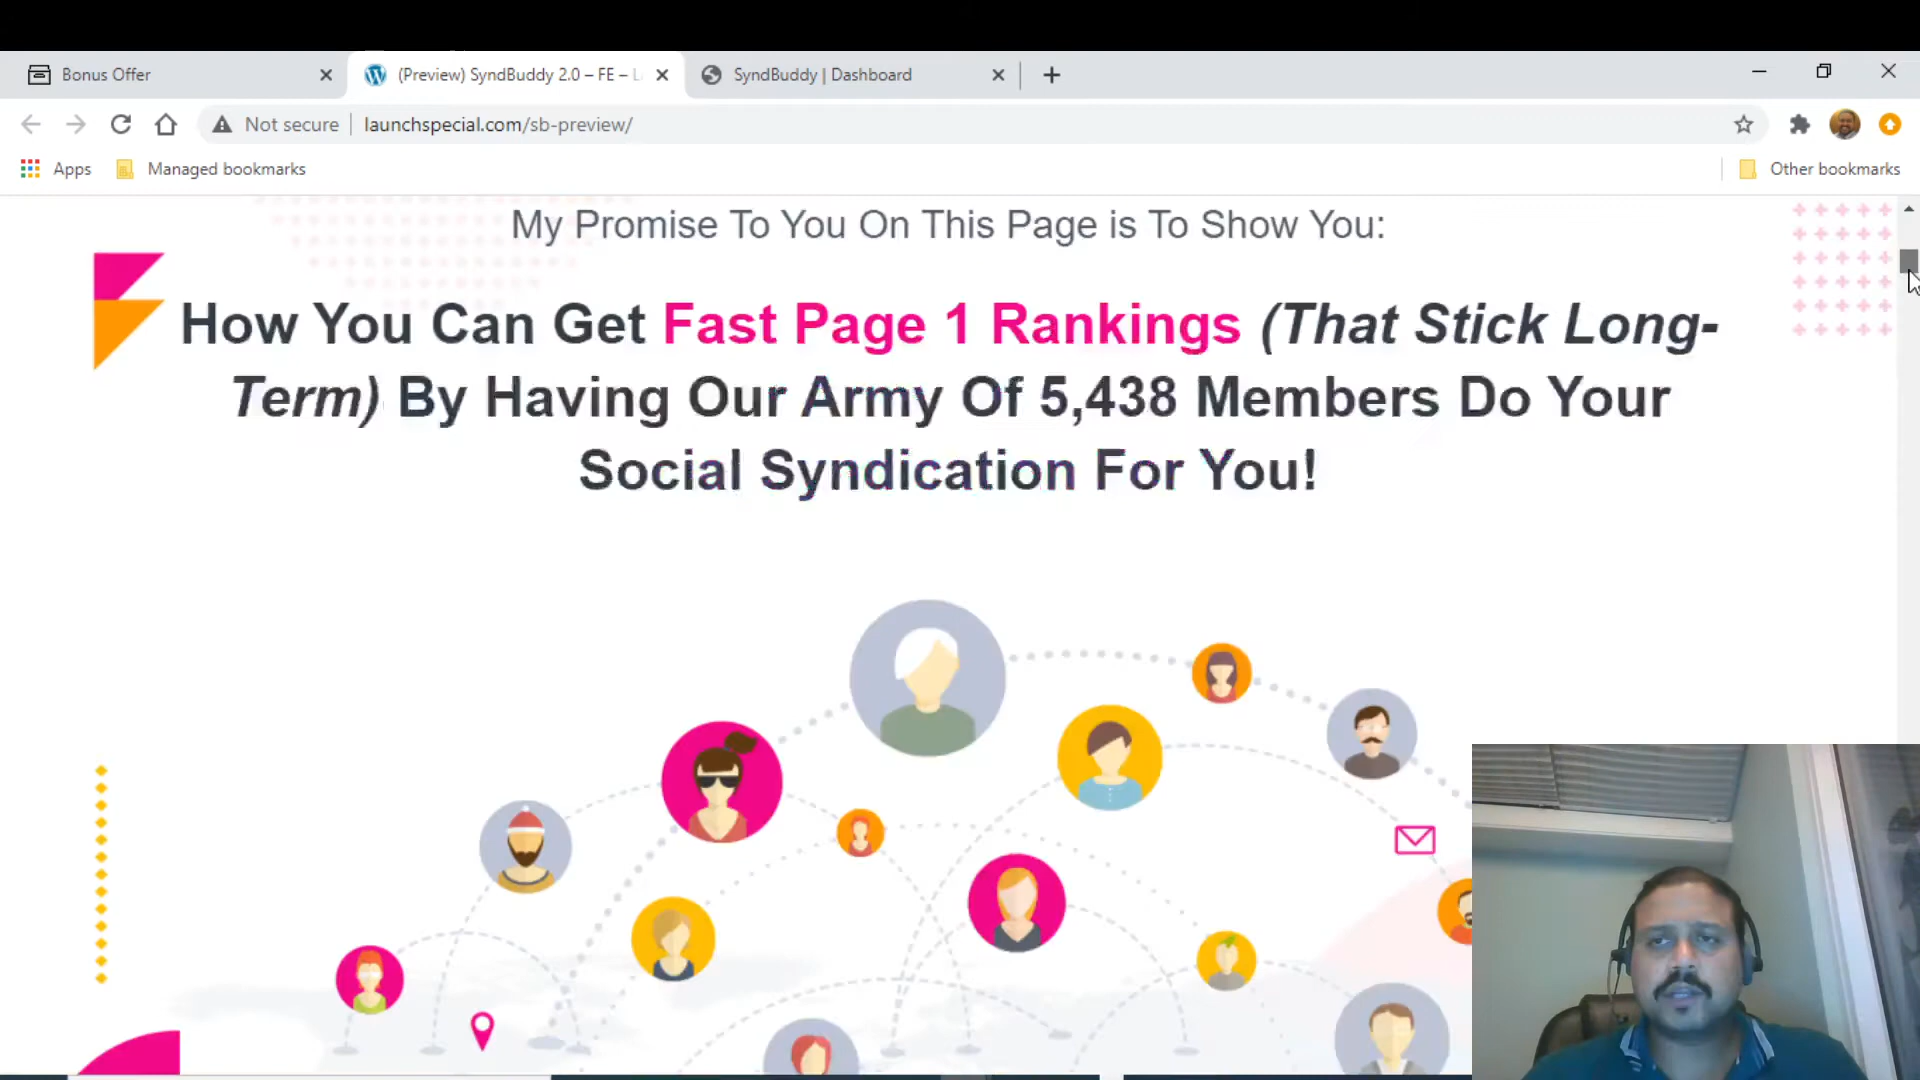 Bonus Offer
(Preview) SyndBuddy 2.0 – FE – L
SyndBuddy | Dashboard
Not secure
launchspecial.com/sb-preview/
Apps
Managed bookmarks
Other bookmarks
My Promise To You On This Page is To Show You:
How You Can Get Fast Page 1 Rankings (That Stick Long-
Term) By Having Our Army Of 5,438 Members Do Your
Social Syndication For You!